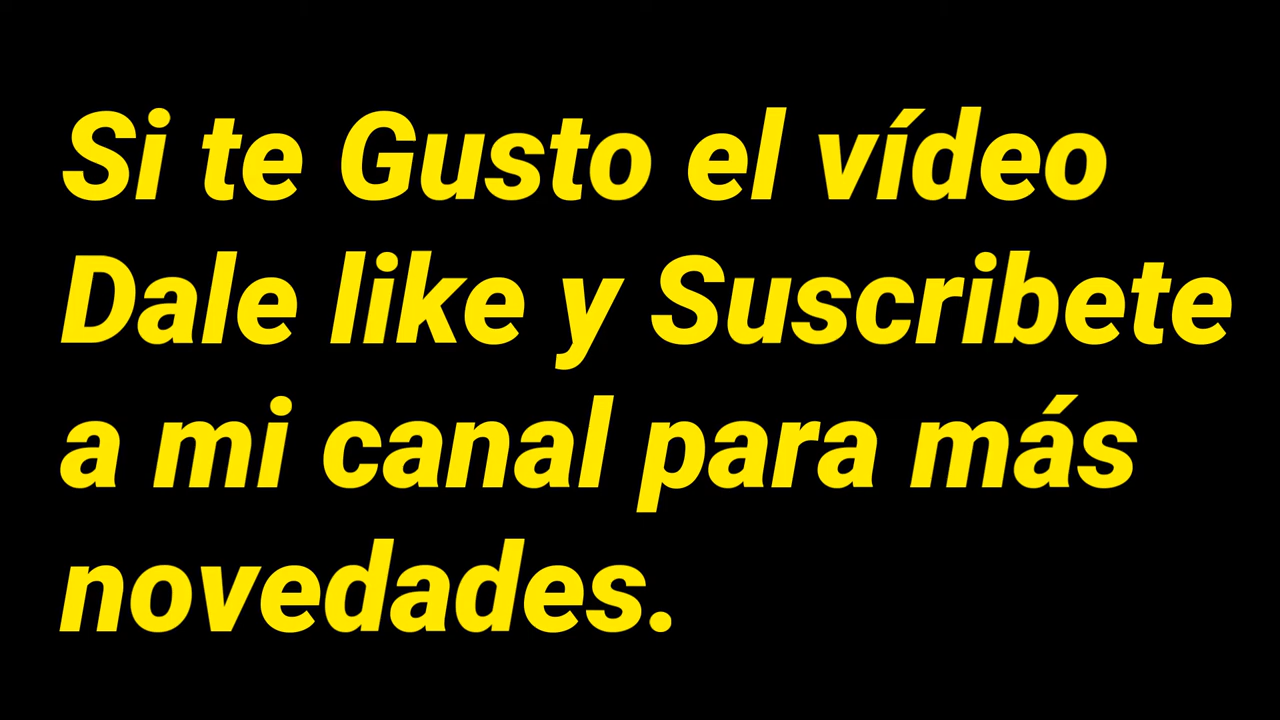 Si te Gusto el vídeo
Dale like y Suscribete
a mi canal para más
novedades.